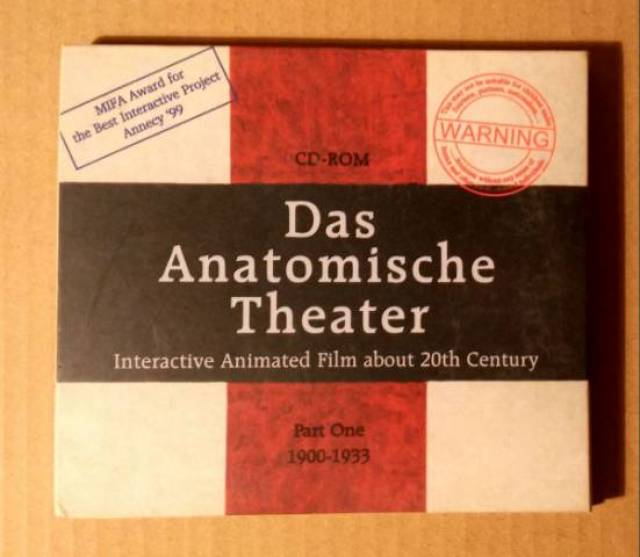 MIFA Award for
the Best Interactive Project
Annecy '99
WARNING
CD-ROM
Das
Anatomische
Theater
Interactive Animated Film about 20th Century
Part One
1900-1933